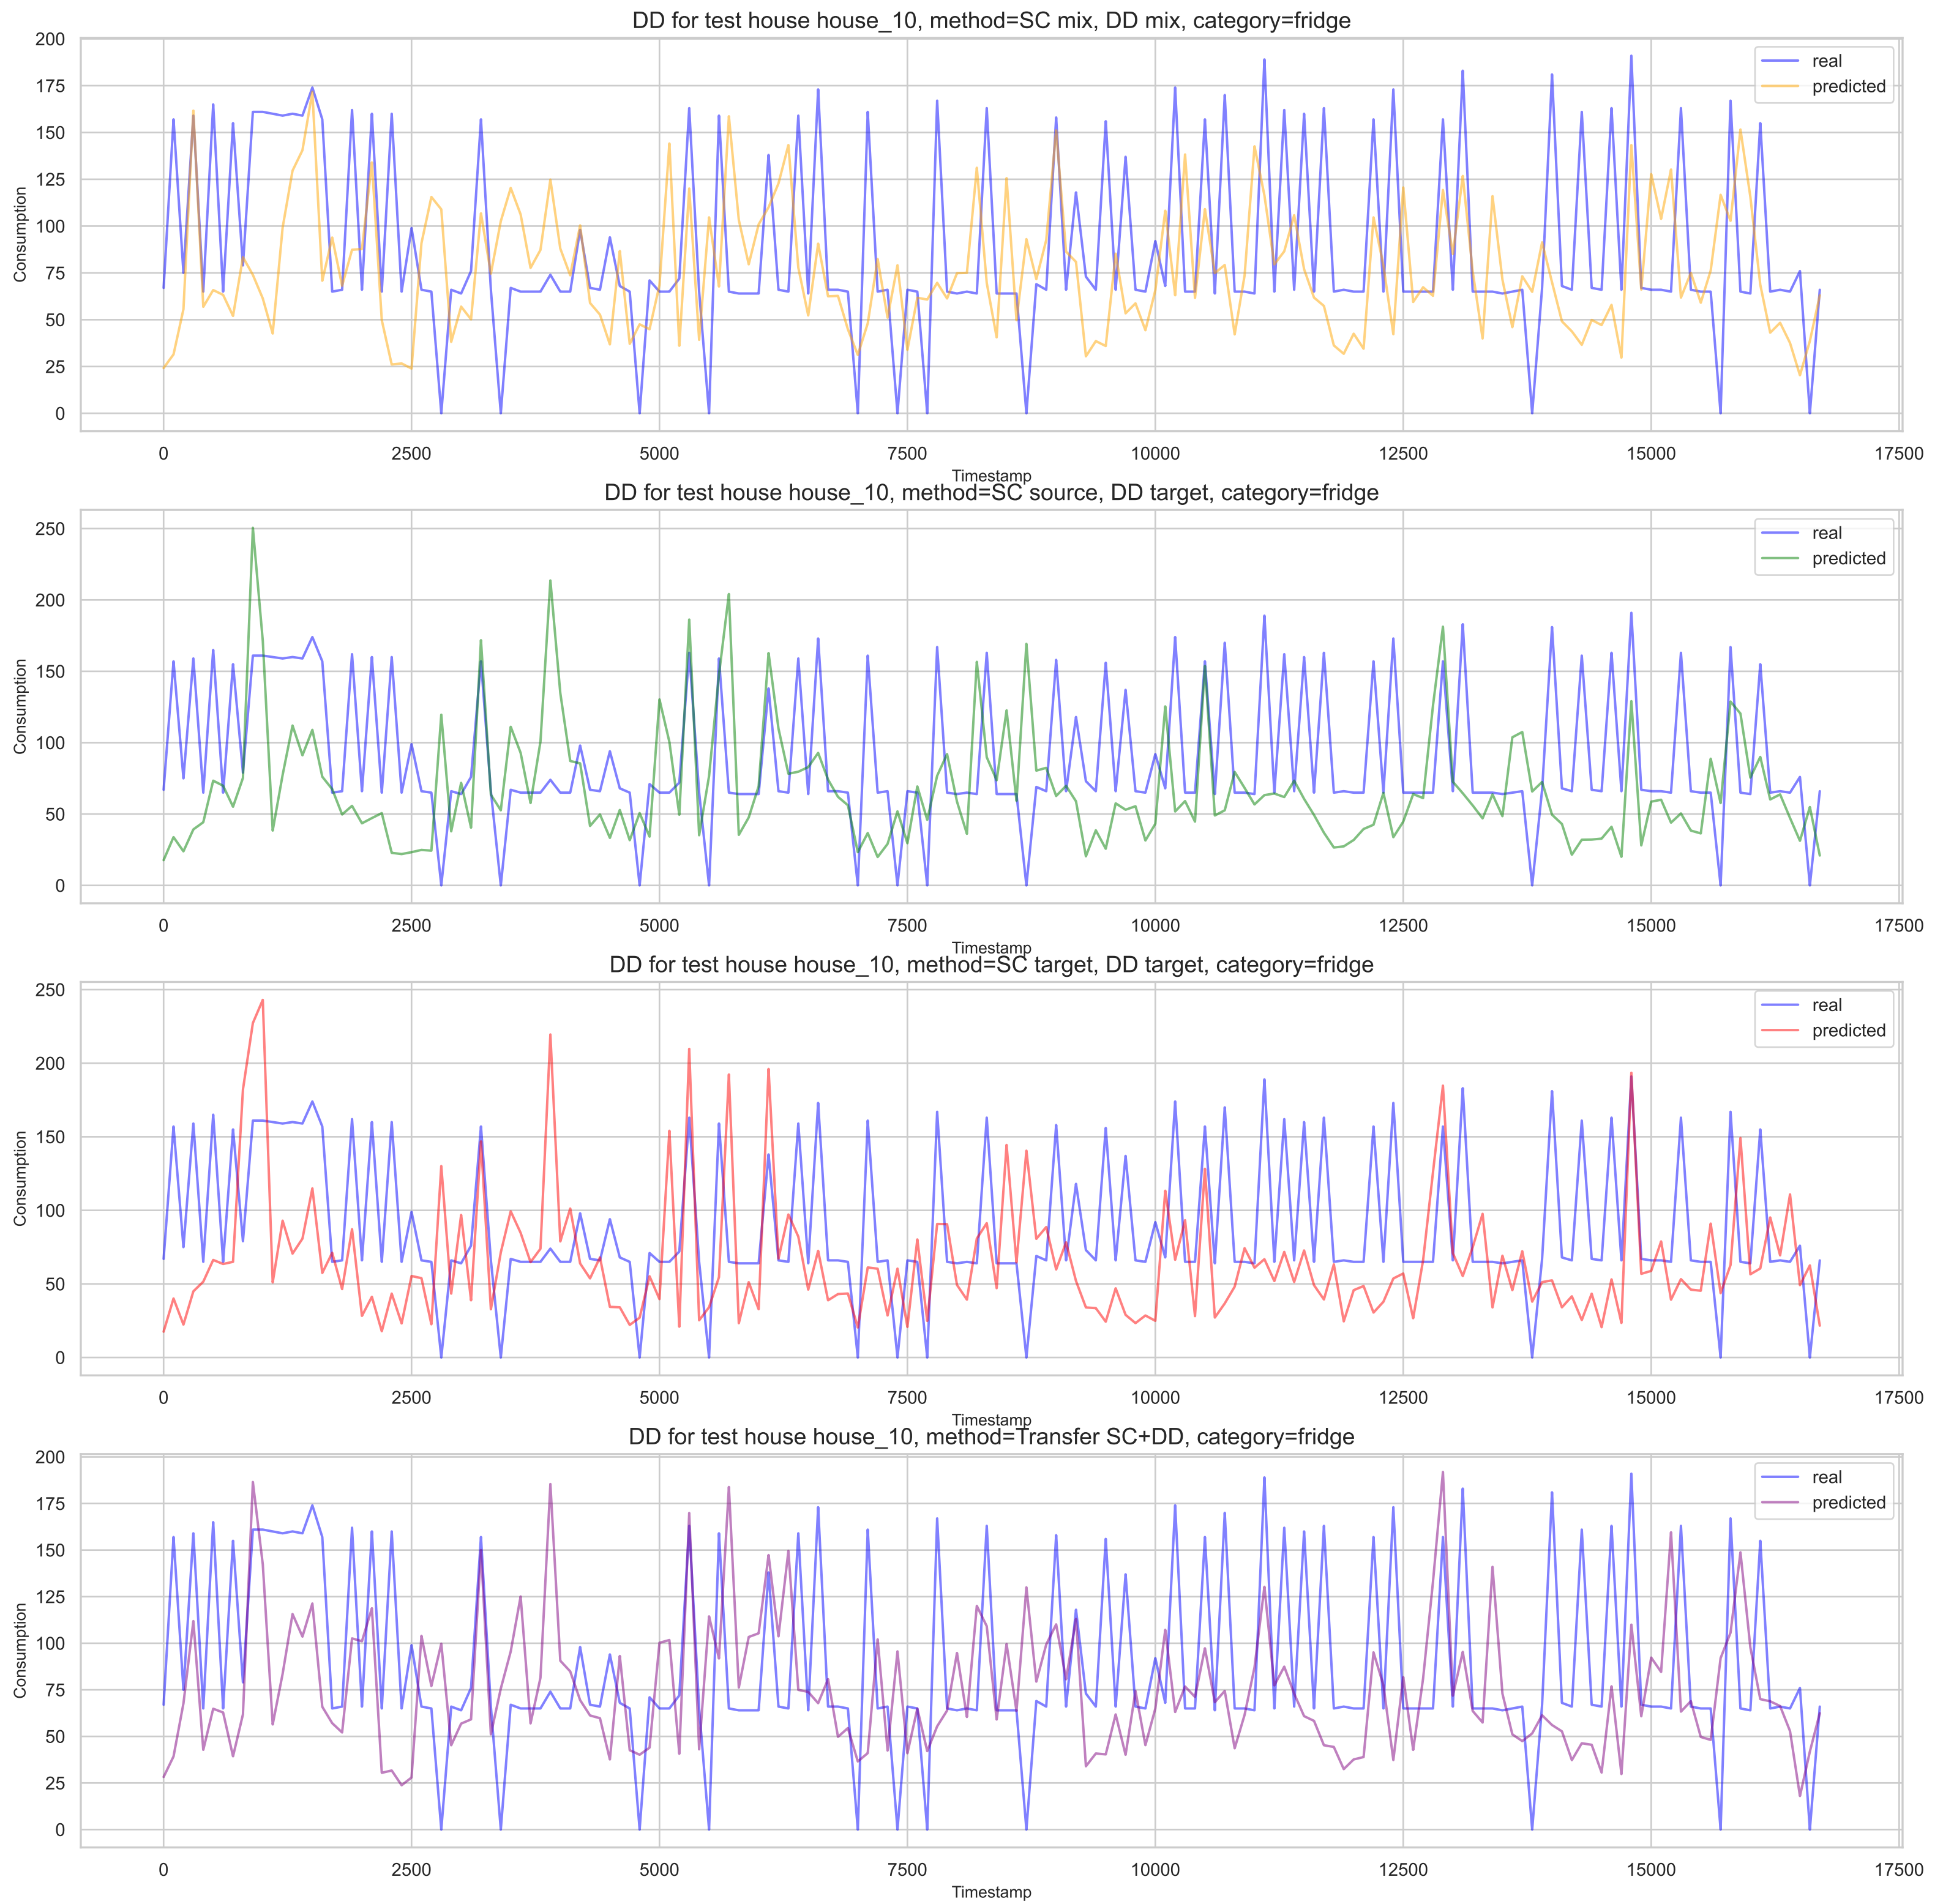 DD for test house house_10, method=SC mix, DD mix, category=fridge
200
175
150
125
100
75
50
25
0
Consumption
real
predicted
0 2500 5000 7500 10000 12500 15000 17500
Timestamp
DD for test house house_10, method=SC source, DD target, category=fridge
250
200
150
100
50
0
Consumption
real
predicted
0 2500 5000 7500 10000 12500 15000 17500
Timestamp
DD for test house house_10, method=SC target, DD target, category=fridge
250
200
150
100
50
0
Consumption
real
predicted
0 2500 5000 7500 10000 12500 15000 17500
Timestamp
DD for test house house_10, method=Transfer SC+DD, category=fridge
200
175
150
125
100
75
50
25
0
Consumption
real
predicted
0 2500 5000 7500 10000 12500 15000 17500
Timestamp